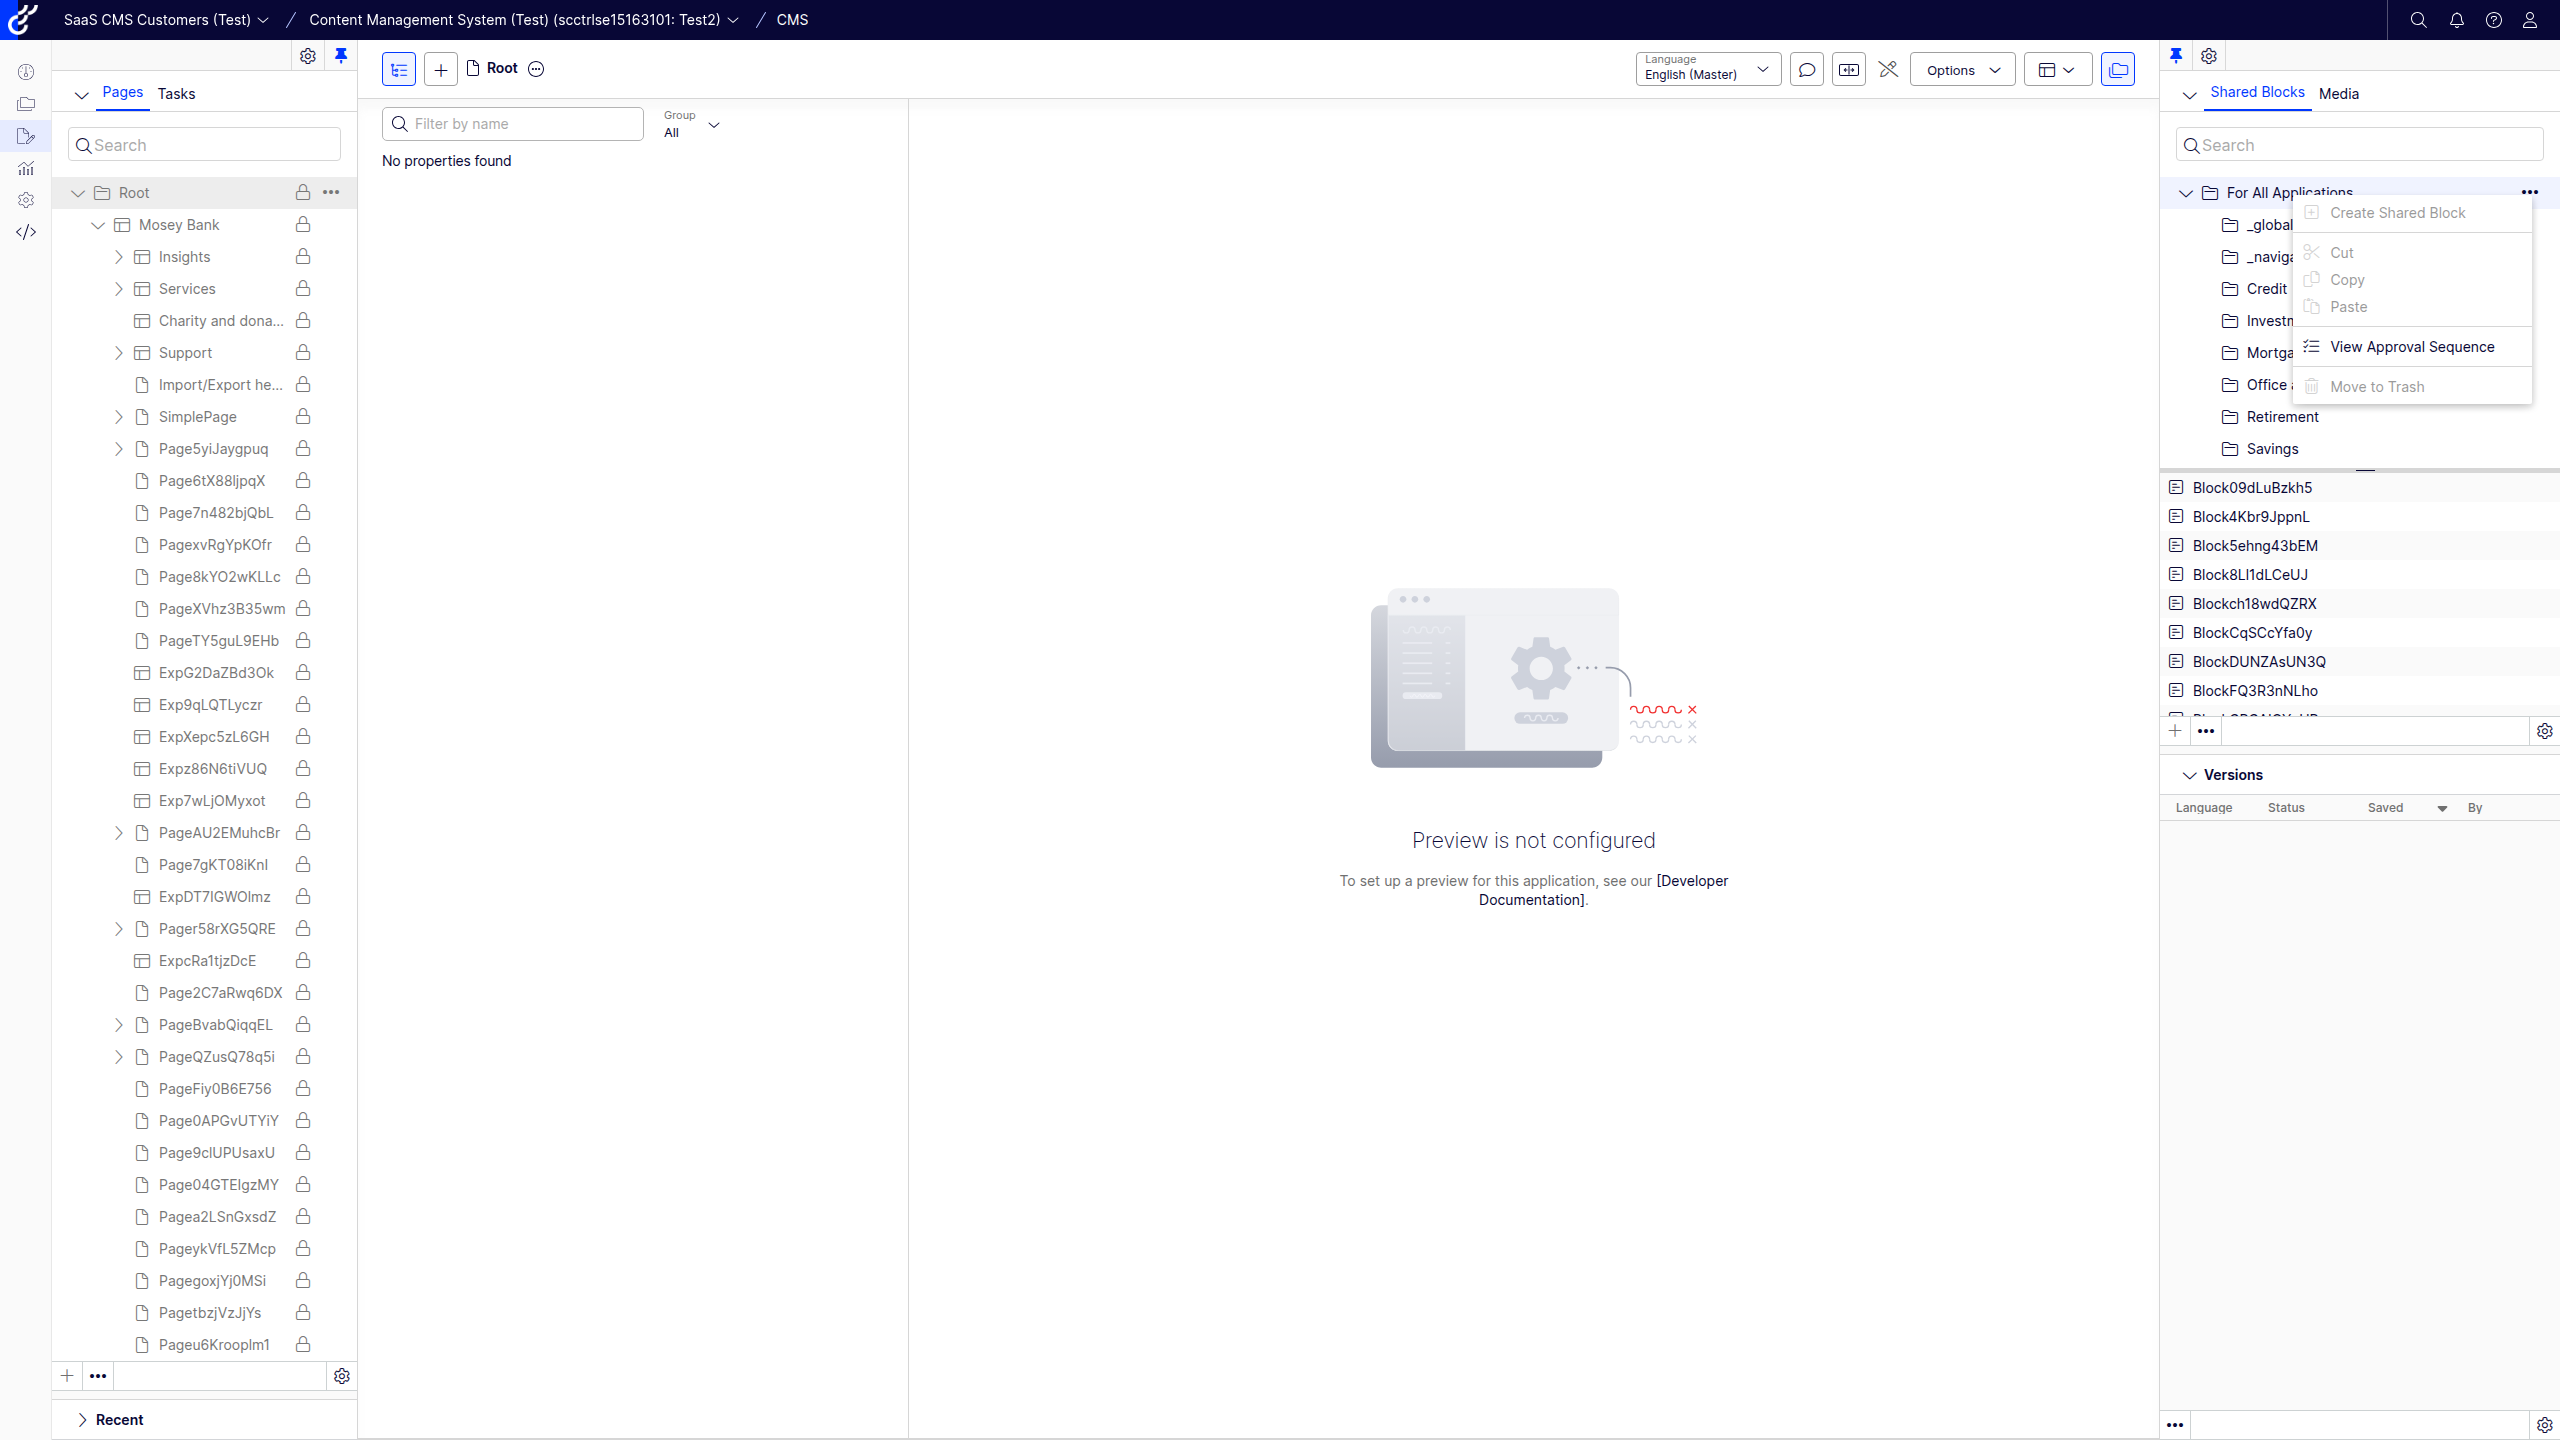 SaaS CMS Customers (Test) / Content Management System (Test) (scctrlse15163101: Test2) / CMS
Pages Tasks
Search
Root
Mosey Bank
Insights
Services
Charity and dona...
Support
Import/Export he...
SimplePage
Page5yiJaygpuq
Page6tX88ljpqX
Page7n482bjQbL
PagexvRgYpKOfr
Page8kYO2wKLLc
PageXVhz3B35wm
PageTY5guL9EHb
ExpG2DaZBd3Ok
Exp9qLQTLyczr
ExpXepc5zL6GH
Expz86N6tiVUQ
Exp7wLjOMyxot
PageAU2EMuhcBr
Page7gKT08iKnI
ExpDT7IGWOlmz
Pager58rXG5QRE
ExpcRa1tjzDcE
Page2C7aRwq6DX
PageBvabQiqqEL
PageQZusQ78q5i
PageFiy0B6E756
Page0APGvUTYiY
Page9clUPUsaxU
Page04GTEIgzMY
Pagea2LSnGxsdZ
PageykVfL5ZMcp
PagegoxjYj0MSi
PagetbzjVzJjYs
Pageu6Krooplm1
Recent
Root
Language
English (Master)
Options
Filter by name
Group
All
No properties found
Preview is not configured
To set up a preview for this application, see our [Developer
Documentation].
Shared Blocks Media
Search
For All Applications
_global
_naviga
Credit
Investm
Mortga
Office
Retirement
Savings
Create Shared Block
Cut
Copy
Paste
View Approval Sequence
Move to Trash
Block09dLuBzkh5
Block4Kbr9JppnL
Block5ehng43bEM
Block8LI1dLCeUJ
Blockch18wdQZRX
BlockCqSCcYfa0y
BlockDUNZAsUN3Q
BlockFQ3R3nNLho
Versions
Language Status Saved By